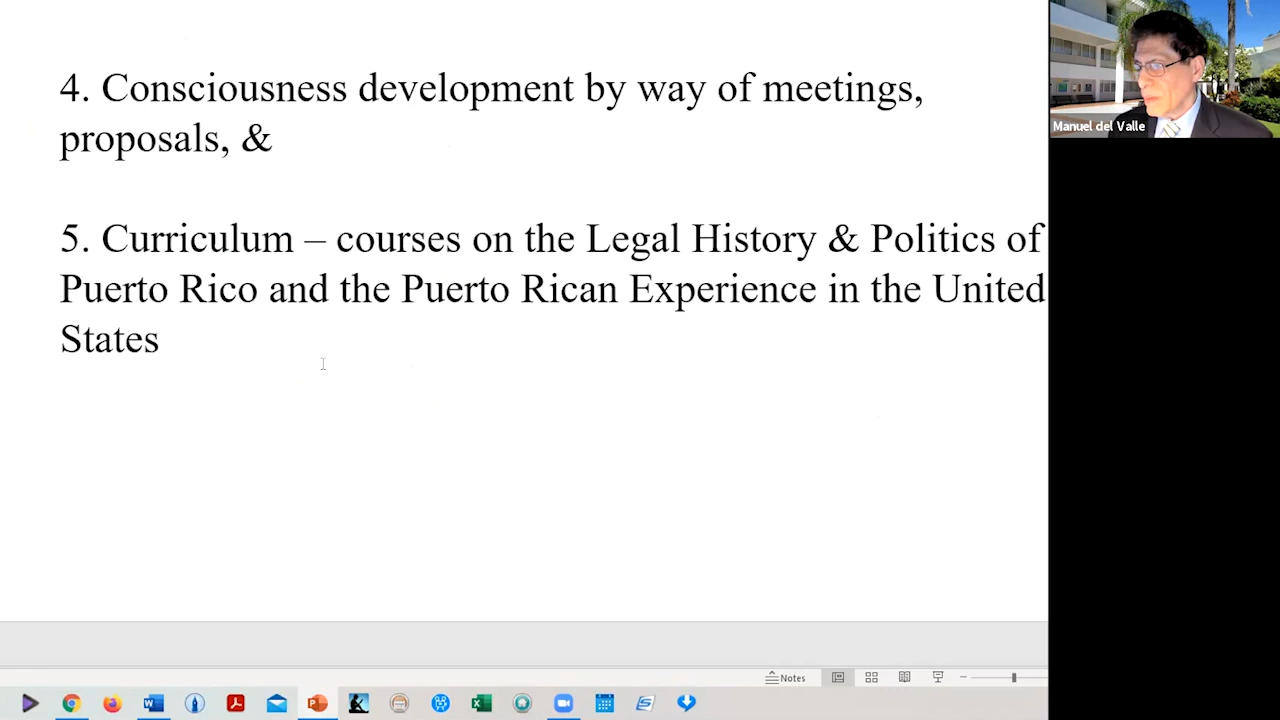 4. Consciousness development by way of meetings,
proposals, &
5. Curriculum – courses on the Legal History & Politics of
Puerto Rico and the Puerto Rican Experience in the United
States
Manuel del Valle
Notes